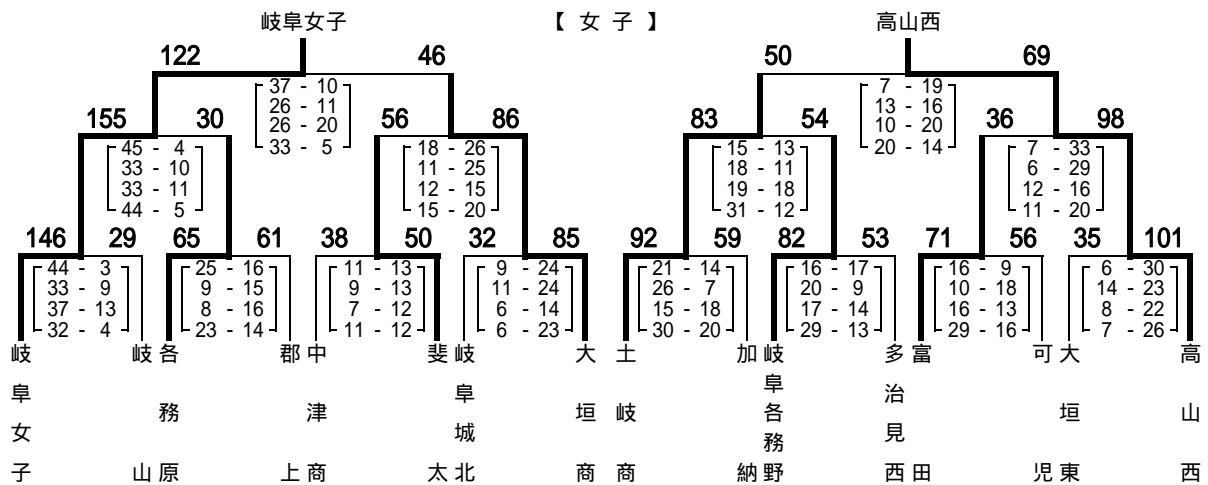 岐阜女子 【 女 子 】 高山西
122 46 50 69
37 - 10 7 - 19
26 - 11 13 - 16
26 - 20 10 - 20
33 - 5 20 - 14
155 30 56 86 83 54 36 98
45 - 4 18 - 26 15 - 13 7 - 33
33 - 10 11 - 25 18 - 11 6 - 29
33 - 11 12 - 15 19 - 18 12 - 16
44 - 5 15 - 20 31 - 12 11 - 20
146 29 65 61 38 50 32 85 92 59 82 53 71 56 35 101
44 - 3 25 - 16 11 - 13 9 - 24 21 - 14 16 - 17 16 - 9 6 - 30
33 - 9 9 - 15 9 - 13 11 - 24 26 - 7 20 - 9 10 - 18 14 - 23
37 - 13 8 - 16 7 - 12 6 - 14 15 - 18 17 - 14 16 - 13 8 - 22
32 - 4 23 - 14 11 - 12 6 - 23 30 - 20 29 - 13 29 - 16 7 - 26
岐阜女子
岐山
各務原
郡上
中津商
斐太
岐阜城北
大垣商
土岐商
加納
岐阜各務野
多治見西
富田
可児
大垣東
高山西